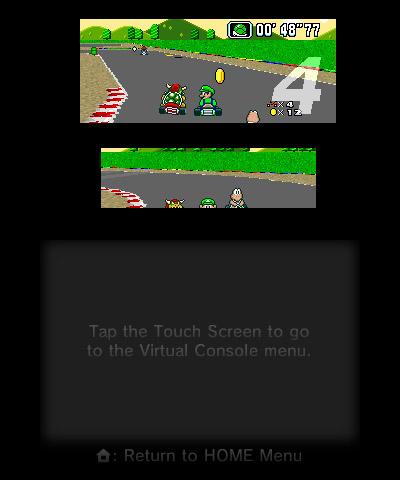 00'48"77
4
×4
×12
Tap the Touch Screen to go
to the Virtual Console menu.
: Return to HOME Menu